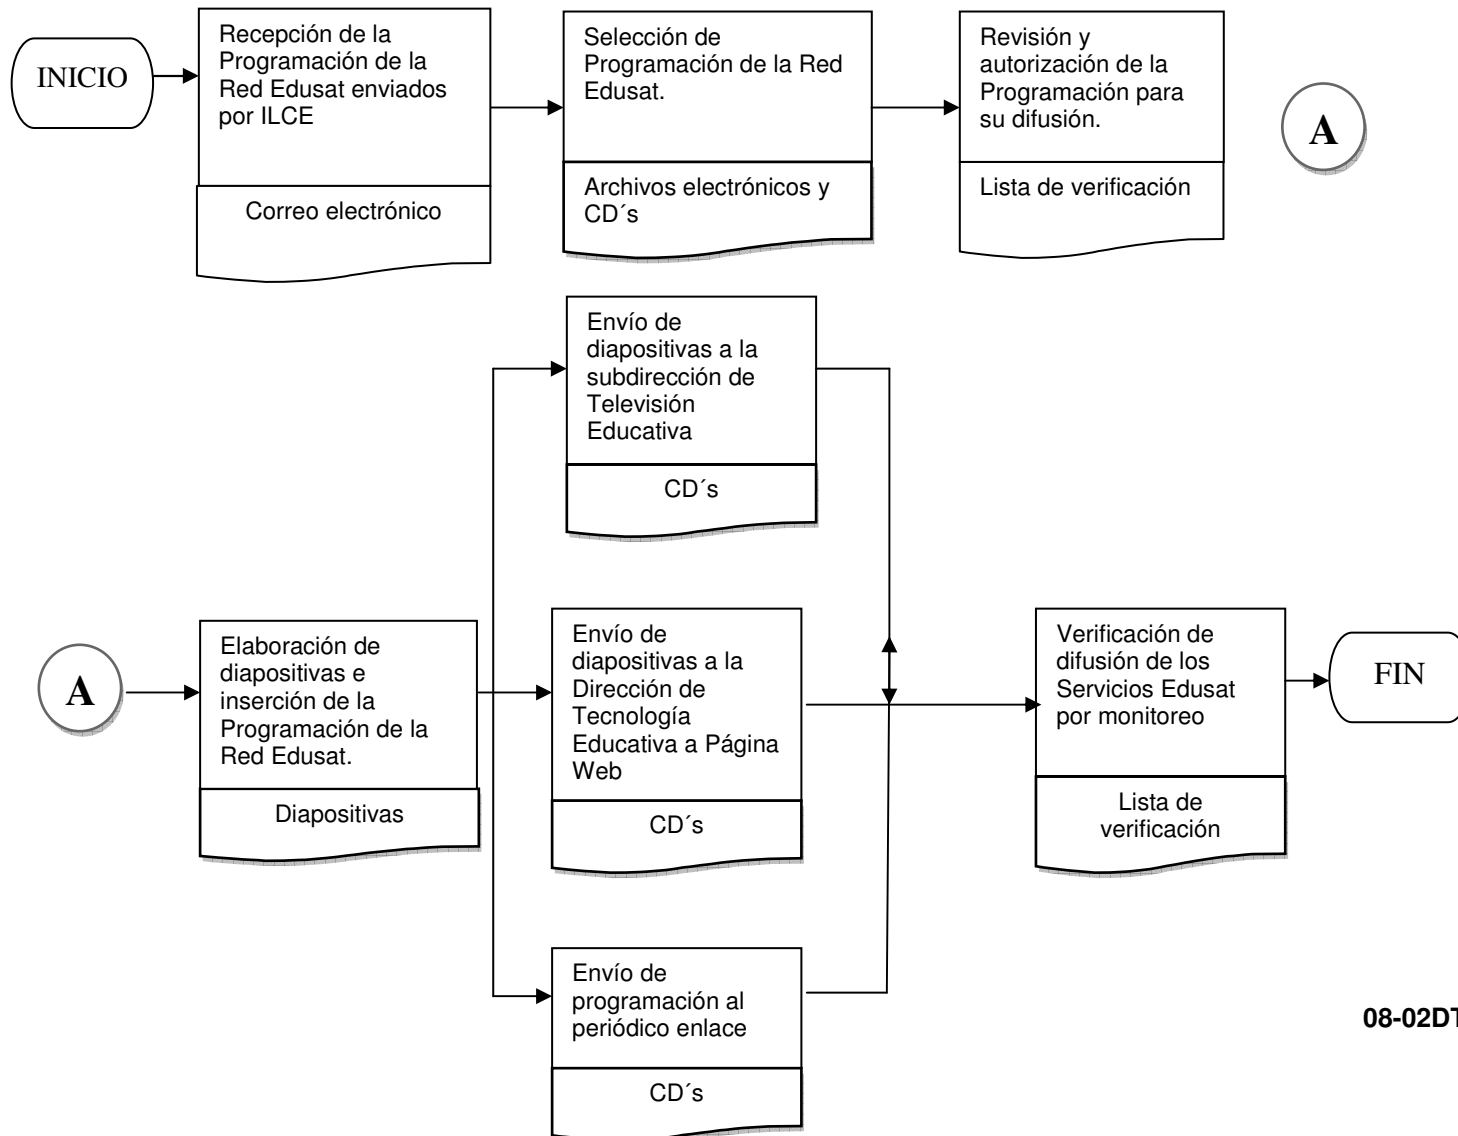 INICIO
Recepción de la
Programación de la
Red Edusat enviados
por ILCE
Correo electrónico
Selección de
Programación de la Red
Edusat.
Archivos electrónicos y
CD´s
Revisión y
autorización de la
Programación para
su difusión.
Lista de verificación
A
Envío de
diapositivas a la
subdirección de
Televisión
Educativa
CD´s
A
Elaboración de
diapositivas e
inserción de la
Programación de la
Red Edusat.
Diapositivas
Envío de
diapositivas a la
Dirección de
Tecnología
Educativa a Página
Web
CD´s
Verificación de
difusión de los
Servicios Edusat
por monitoreo
Lista de
verificación
FIN
Envío de
programación al
periódico enlace
CD´s
08-02DT